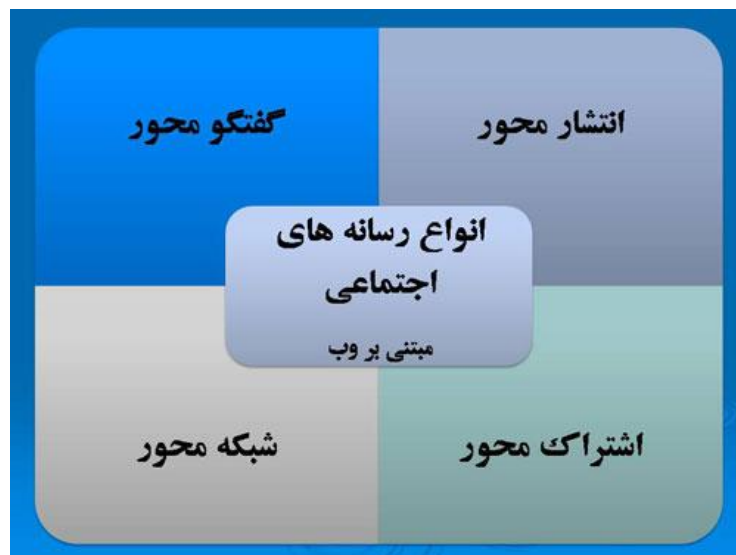 انتشار محور
گفتگو محور
انواع رسانه های
اجتماعی
مبتنی بر وب
اشتراک محور
شبکه محور